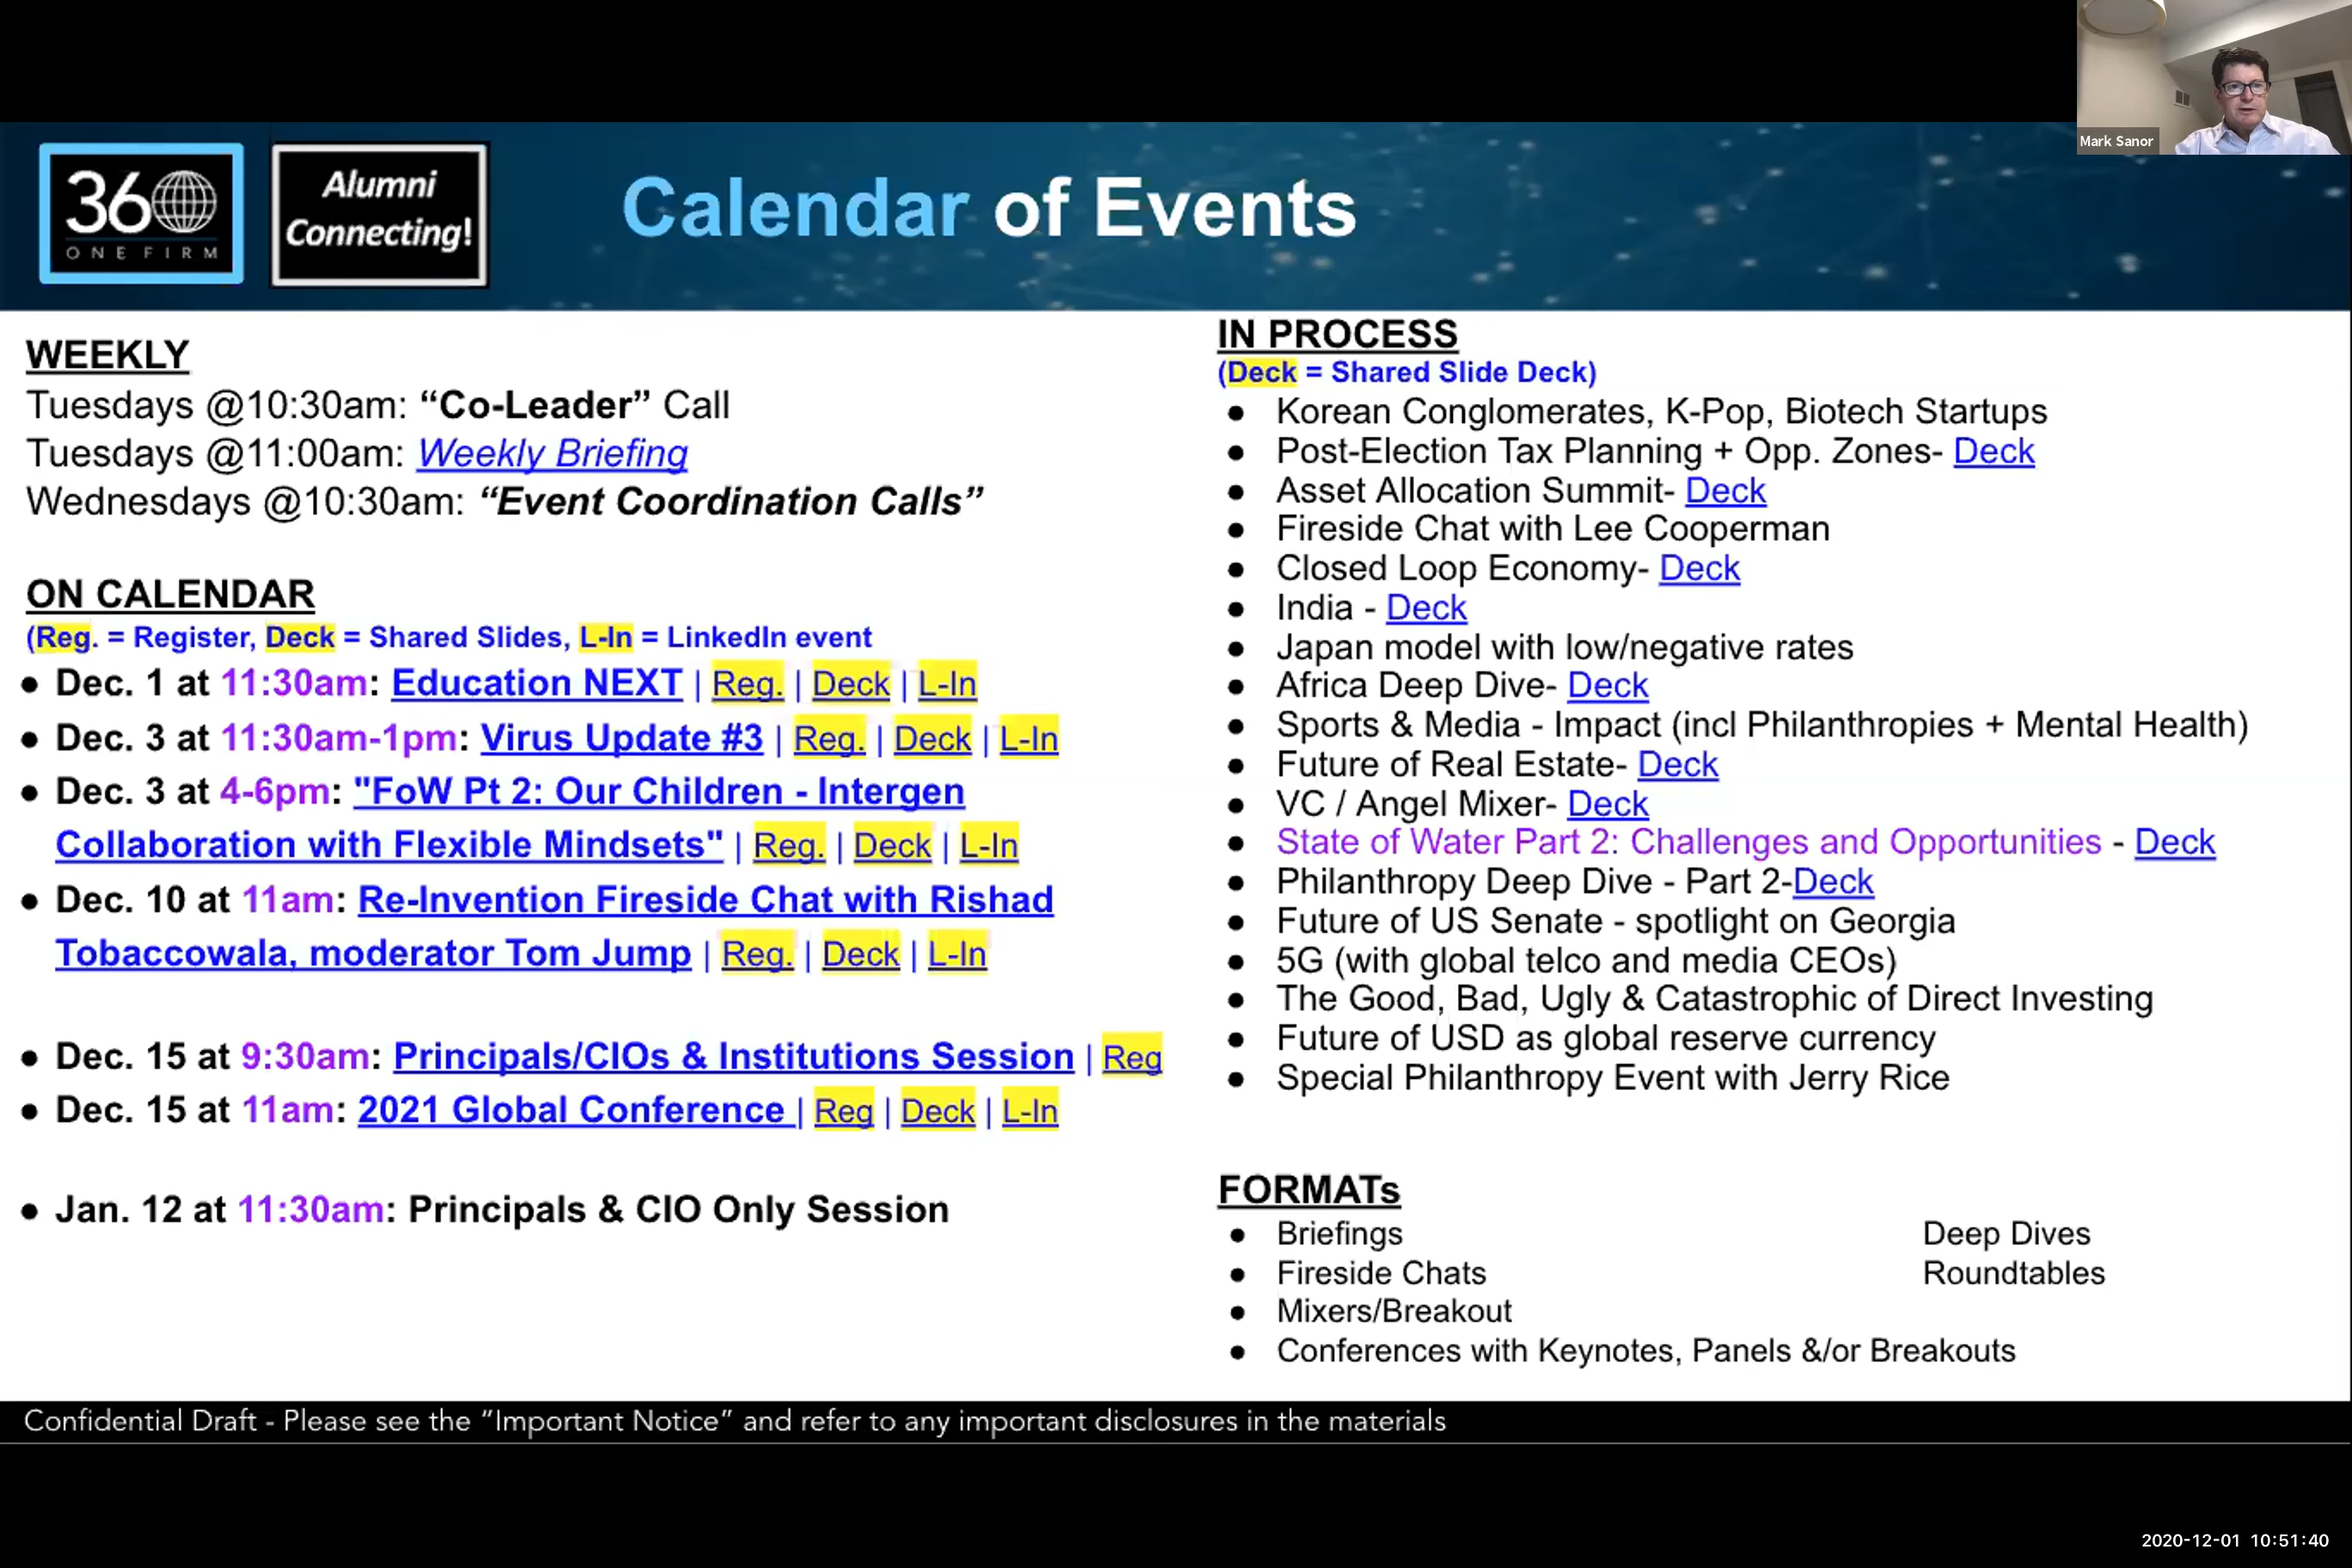 Mark Sanor
360
ONE FIRM
Alumni
Connecting!
Calendar of Events
WEEKLY
Tuesdays @10:30am: “Co-Leader” Call
Tuesdays @11:00am: Weekly Briefing
Wednesdays @10:30am: “Event Coordination Calls”
ON CALENDAR
(Reg. = Register, Deck = Shared Slides, L-In = LinkedIn event
● Dec. 1 at 11:30am: Education NEXT | Reg. | Deck | L-In
● Dec. 3 at 11:30am-1pm: Virus Update #3 | Reg. | Deck | L-In
● Dec. 3 at 4-6pm: "FoW Pt 2: Our Children - Intergen
Collaboration with Flexible Mindsets" | Reg. | Deck | L-In
● Dec. 10 at 11am: Re-Invention Fireside Chat with Rishad
Tobaccowala, moderator Tom Jump | Reg. | Deck | L-In
● Dec. 15 at 9:30am: Principals/CIOs & Institutions Session | Reg
● Dec. 15 at 11am: 2021 Global Conference | Reg | Deck | L-In
● Jan. 12 at 11:30am: Principals & CIO Only Session
IN PROCESS
(Deck = Shared Slide Deck)
● Korean Conglomerates, K-Pop, Biotech Startups
● Post-Election Tax Planning + Opp. Zones- Deck
● Asset Allocation Summit- Deck
● Fireside Chat with Lee Cooperman
● Closed Loop Economy- Deck
● India - Deck
● Japan model with low/negative rates
● Africa Deep Dive- Deck
● Sports & Media - Impact (incl Philanthropies + Mental Health)
● Future of Real Estate- Deck
● VC / Angel Mixer- Deck
● State of Water Part 2: Challenges and Opportunities - Deck
● Philanthropy Deep Dive - Part 2-Deck
● Future of US Senate - spotlight on Georgia
● 5G (with global telco and media CEOs)
● The Good, Bad, Ugly & Catastrophic of Direct Investing
● Future of USD as global reserve currency
● Special Philanthropy Event with Jerry Rice
FORMATs
● Briefings Deep Dives
● Fireside Chats Roundtables
● Mixers/Breakout
● Conferences with Keynotes, Panels &/or Breakouts
Confidential Draft - Please see the “Important Notice” and refer to any important disclosures in the materials
2020-12-01 10:51:40